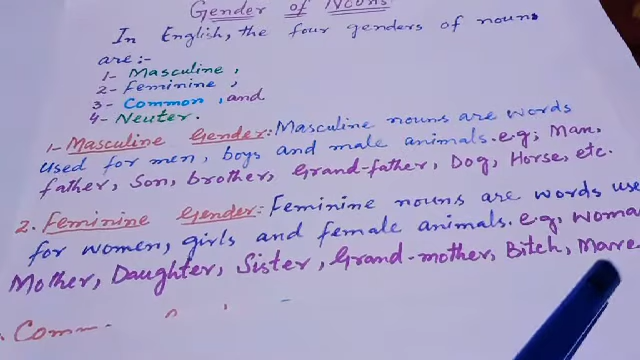 Gender of Nouns
In English, the four genders of nouns
are:-
1- Masculine,
2- Feminine,
3- Common, and
4- Neuter.
1- Masculine Gender: Masculine nouns are words
used for men, boys and male animals. e.g; Man,
father, Son, brother, Grand-father, Dog, Horse, etc.
2. Feminine Gender: Feminine nouns are words use
for women, girls and female animals. e.g, woma
Mother, Daughter, Sister, Grand-mother, Bitch, Mare
Comm